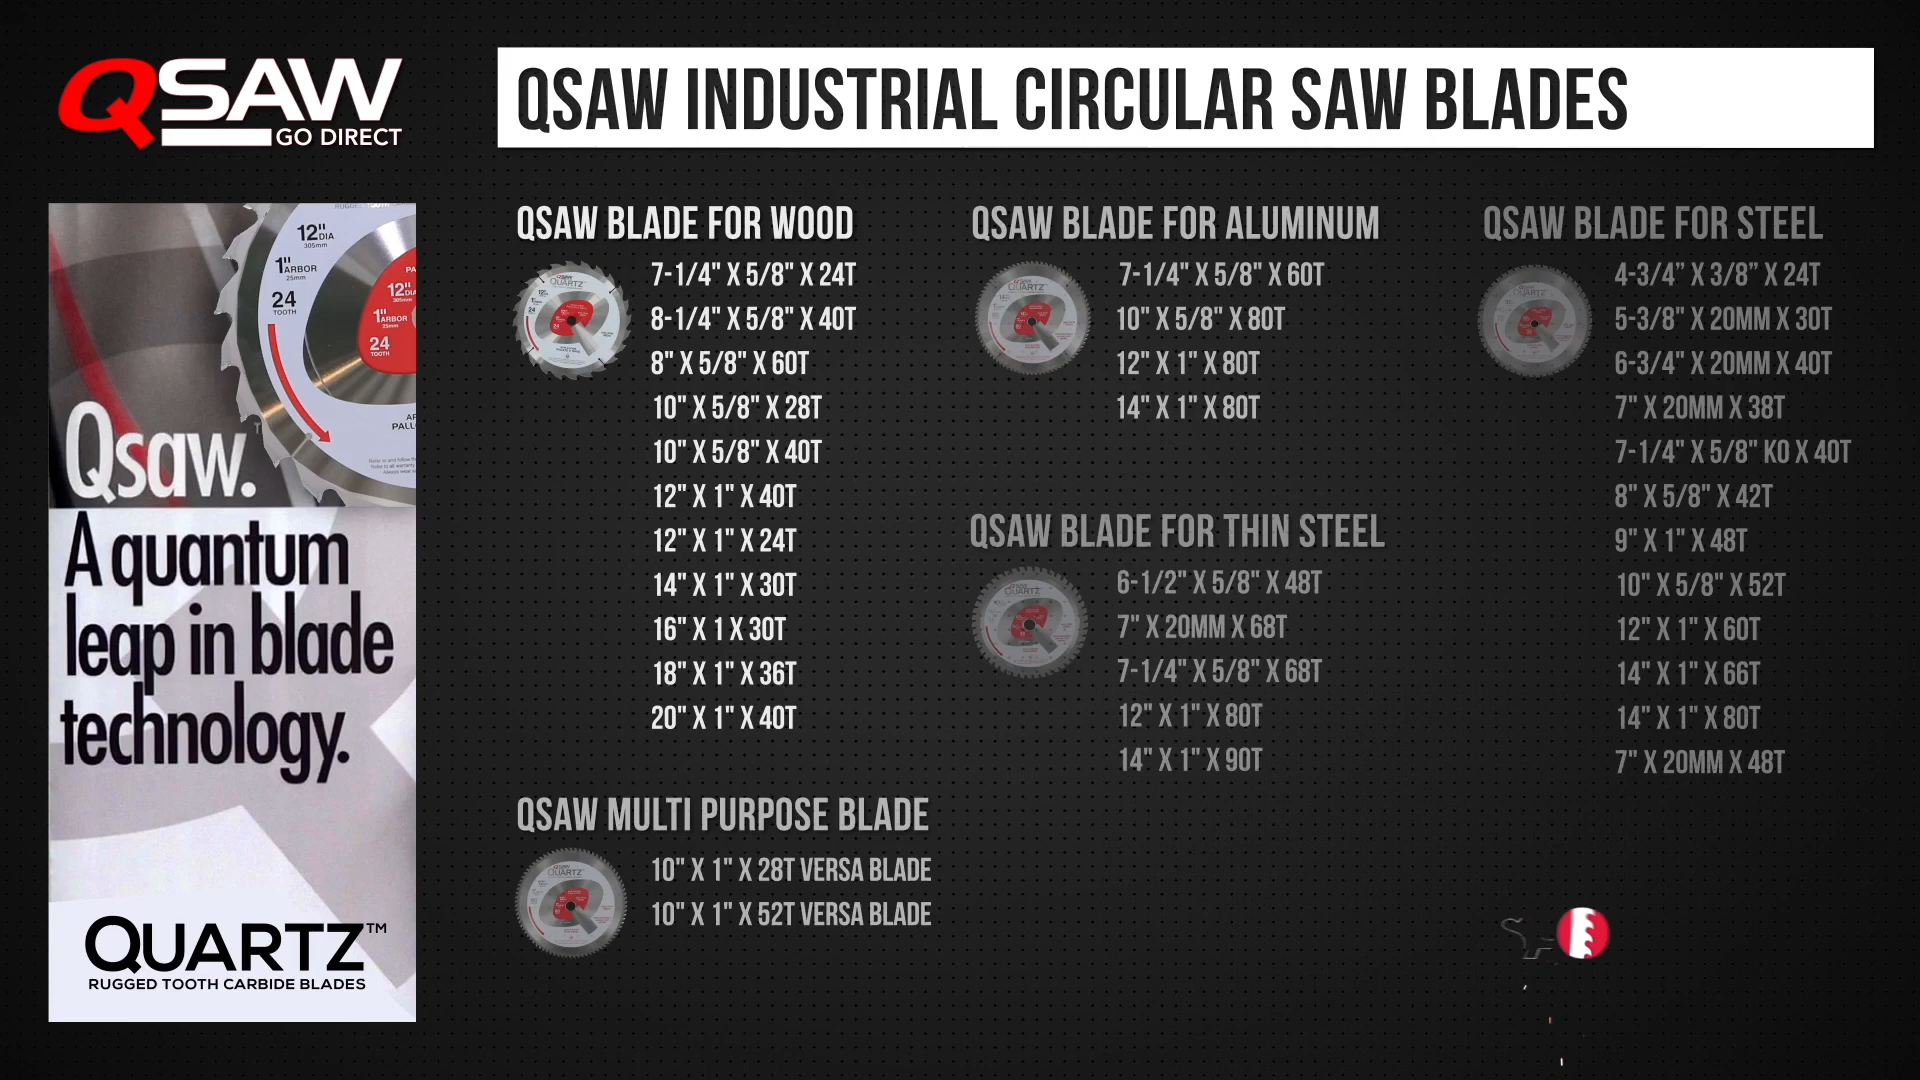 QSAW
GO DIRECT
QSAW INDUSTRIAL CIRCULAR SAW BLADES
12" DIA
305mm
1" ARBOR
25mm
24
TOOTH
12" DIA
305mm
1" ARBOR
25mm
24
TOOTH
Qsaw.
A quantum
leap in blade
technology.
QUARTZ™
RUGGED TOOTH CARBIDE BLADES
QSAW BLADE FOR WOOD
7-1/4" X 5/8" X 24T
8-1/4" X 5/8" X 40T
8" X 5/8" X 60T
10" X 5/8" X 28T
10" X 5/8" X 40T
12" X 1" X 40T
12" X 1" X 24T
14" X 1" X 30T
16" X 1 X 30T
18" X 1" X 36T
20" X 1" X 40T
QSAW MULTI PURPOSE BLADE
10" X 1" X 28T VERSA BLADE
10" X 1" X 52T VERSA BLADE
QSAW BLADE FOR ALUMINUM
7-1/4" X 5/8" X 60T
10" X 5/8" X 80T
12" X 1" X 80T
14" X 1" X 80T
QSAW BLADE FOR THIN STEEL
6-1/2" X 5/8" X 48T
7" X 20MM X 68T
7-1/4" X 5/8" X 68T
12" X 1" X 80T
14" X 1" X 90T
QSAW BLADE FOR STEEL
4-3/4” X 3/8” X 24T
5-3/8" X 20MM X 30T
6-3/4" X 20MM X 40T
7" X 20MM X 38T
7-1/4" X 5/8" KO X 40T
8" X 5/8" X 42T
9" X 1" X 48T
10" X 5/8" X 52T
12" X 1" X 60T
14" X 1" X 66T
14" X 1" X 80T
7" X 20MM X 48T